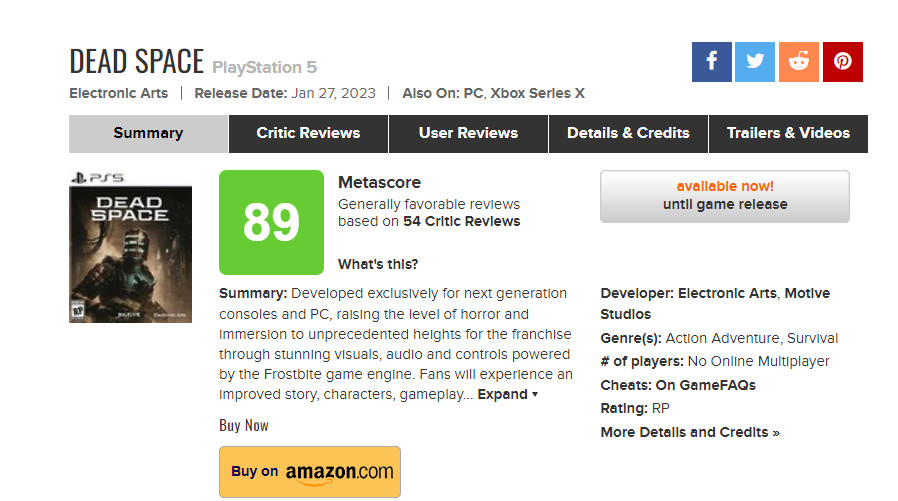 DEAD SPACE PlayStation 5
Electronic Arts | Release Date: Jan 27, 2023 | Also On: PC, Xbox Series X
Summary
Critic Reviews
User Reviews
Details & Credits
Trailers & Videos
PS5
DEAD
SPACE
MOTIVE
Electronic Arts
89
Metascore
Generally favorable reviews
based on 54 Critic Reviews
What's this?
available now!
until game release
Summary: Developed exclusively for next generation
consoles and PC, raising the level of horror and
immersion to unprecedented heights for the franchise
through stunning visuals, audio and controls powered
by the Frostbite game engine. Fans will experience an
improved story, characters, gameplay... Expand ▾
Buy Now
Buy on amazon.com
Developer: Electronic Arts, Motive
Studios
Genre(s): Action Adventure, Survival
# of players: No Online Multiplayer
Cheats: On GameFAQs
Rating: RP
More Details and Credits »